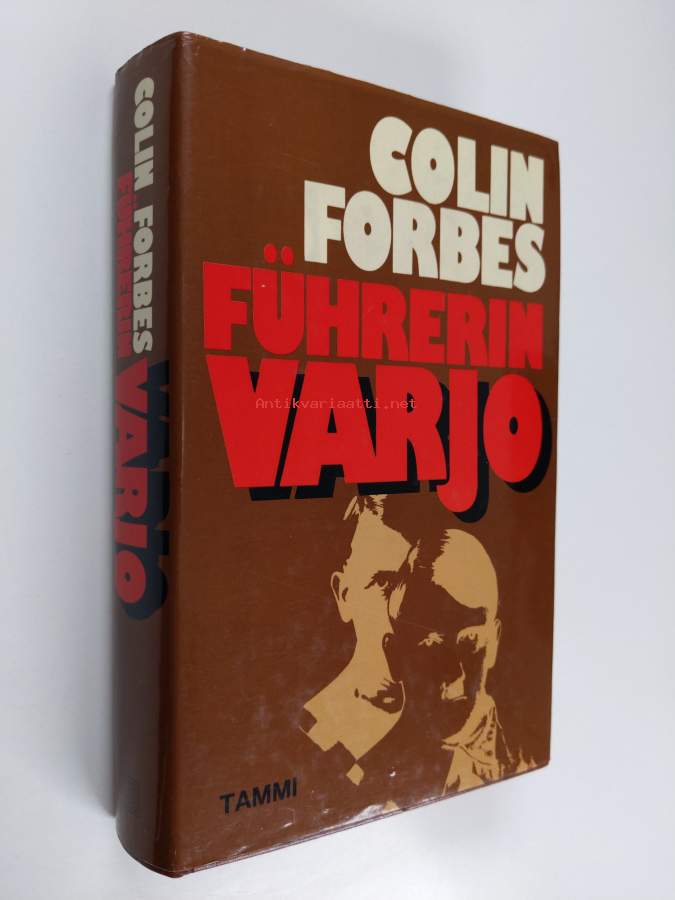 COLIN FORBES
FÜHRERIN
VARJO
COLIN
FORBES
FÜHRERIN
VARJO
Antikvariaatti.net
TAMMI